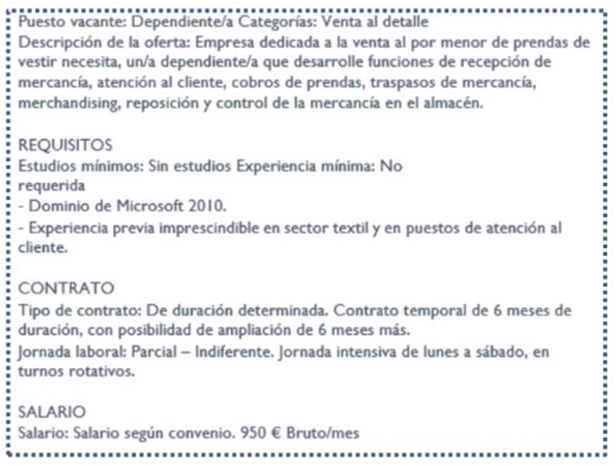 Puesto vacante: Dependiente/a Categorías: Venta al detalle
Descripción de la oferta: Empresa dedicada a la venta al por menor de prendas de
vestir necesita, un/a dependiente/a que desarrolle funciones de recepción de
mercancía, atención al cliente, cobros de prendas, traspasos de mercancía,
merchandising, reposición y control de la mercancía en el almacén.
REQUISITOS
Estudios mínimos: Sin estudios Experiencia mínima: No
requerida
- Dominio de Microsoft 2010.
- Experiencia previa imprescindible en sector textil y en puestos de atención al
cliente.
CONTRATO
Tipo de contrato: De duración determinada. Contrato temporal de 6 meses de
duración, con posibilidad de ampliación de 6 meses más.
Jornada laboral: Parcial – Indiferente. Jornada intensiva de lunes a sábado, en
turnos rotativos.
SALARIO
Salario: Salario según convenio. 950 € Bruto/mes